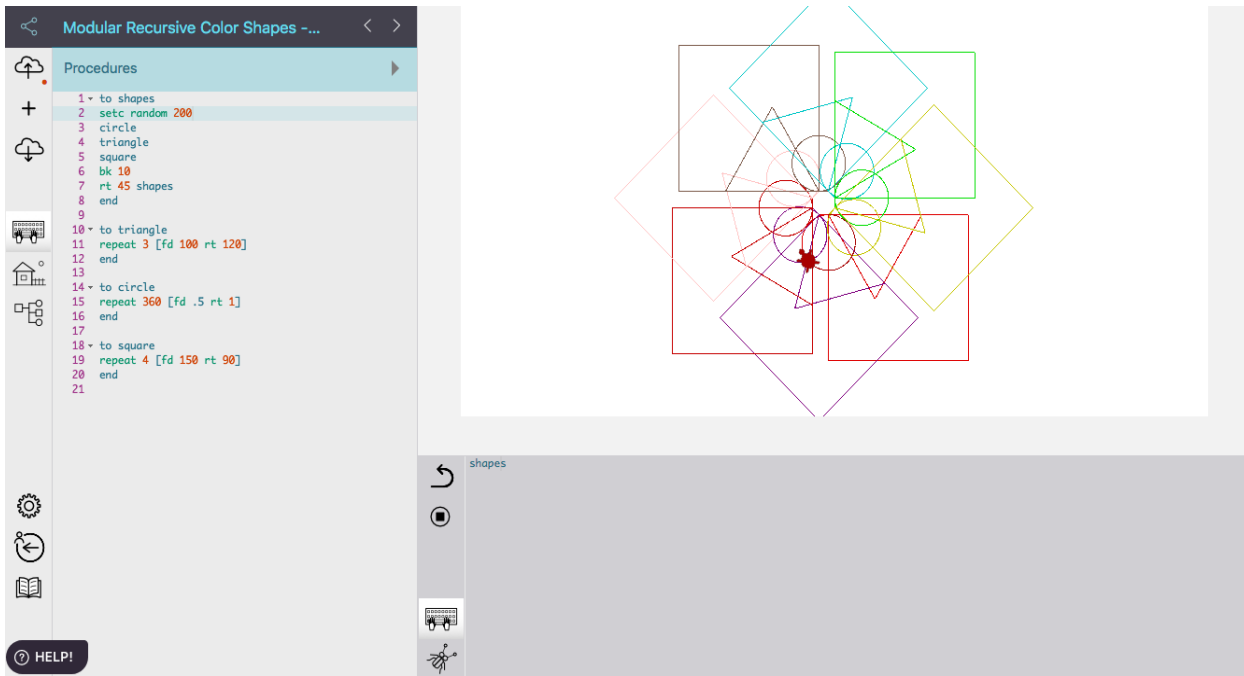 Modular Recursive Color Shapes -...
Procedures
1 to shapes
2 setc random 200
3 circle
4 triangle
5 square
6 bk 10
7 rt 45 shapes
8 end
9
10 to triangle
11 repeat 3 [fd 100 rt 120]
12 end
13
14 to circle
15 repeat 360 [fd .5 rt 1]
16 end
17
18 to square
19 repeat 4 [fd 150 rt 90]
20 end
21
shapes
HELP!